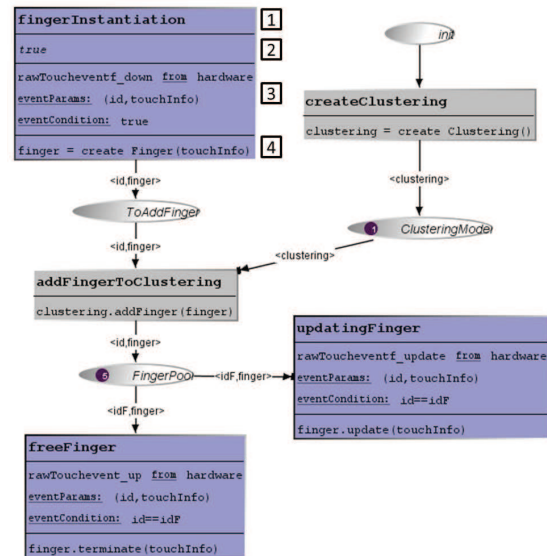 fingerInstantiation
1
true
2
rawToucheventf_down from hardware
eventParams: (id,touchInfo)
eventCondition: true
3
finger = create Finger(touchInfo)
4
init
createClustering
clustering = create Clustering()
<id,finger>
<clustering>
ToAddFinger
1
ClusteringModel
<id,finger>
<clustering>
addFingerToClustering
clustering.addFinger(finger)
<id,finger>
5
FingerPool
<idF,finger>
<idF,finger>
updatingFinger
rawToucheventf_update from hardware
eventParams: (id,touchInfo)
eventCondition: id==idF
finger.update(touchInfo)
freeFinger
rawTouchevent_up from hardware
eventParams: (id,touchInfo)
eventCondition: id==idF
finger.terminate(touchInfo)